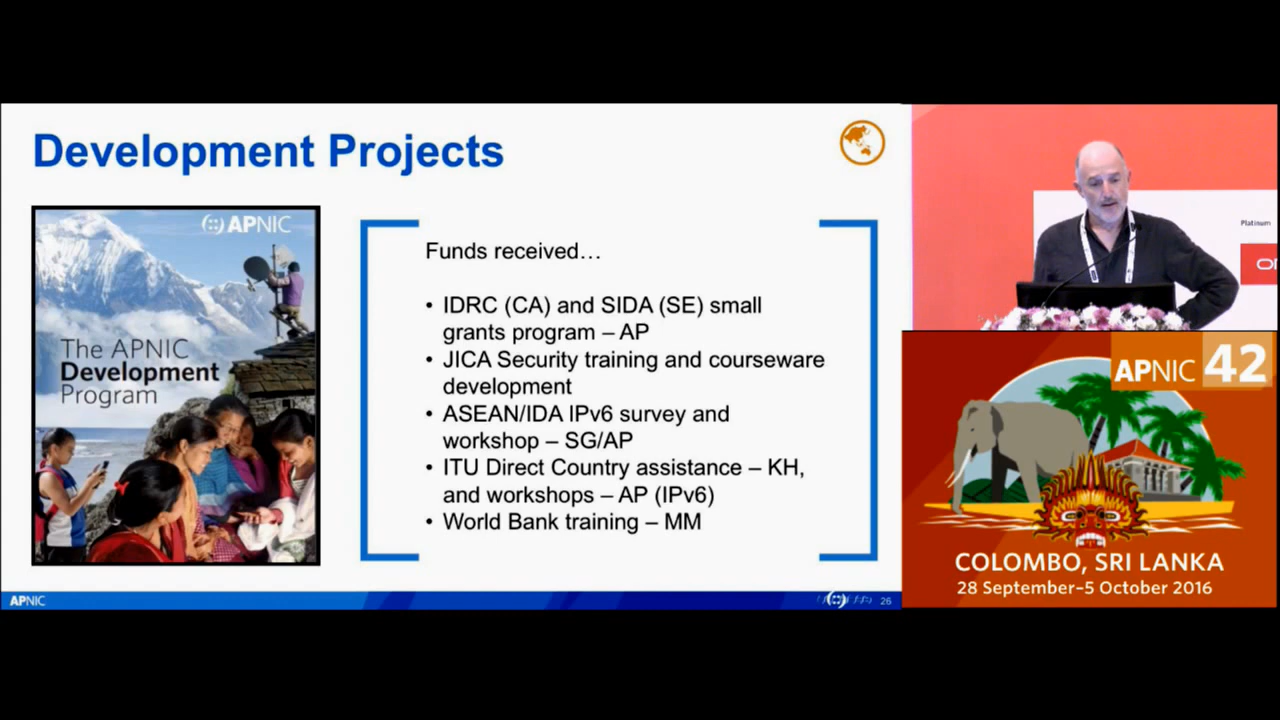 Development Projects
APNIC
The APNIC
Development
Program
Funds received…
• IDRC (CA) and SIDA (SE) small
grants program – AP
• JICA Security training and courseware
development
• ASEAN/IDA IPv6 survey and
workshop – SG/AP
• ITU Direct Country assistance – KH,
and workshops – AP (IPv6)
• World Bank training – MM
APNIC
26
Platinum
APNIC 42
COLOMBO, SRI LANKA
28 September–5 October 2016